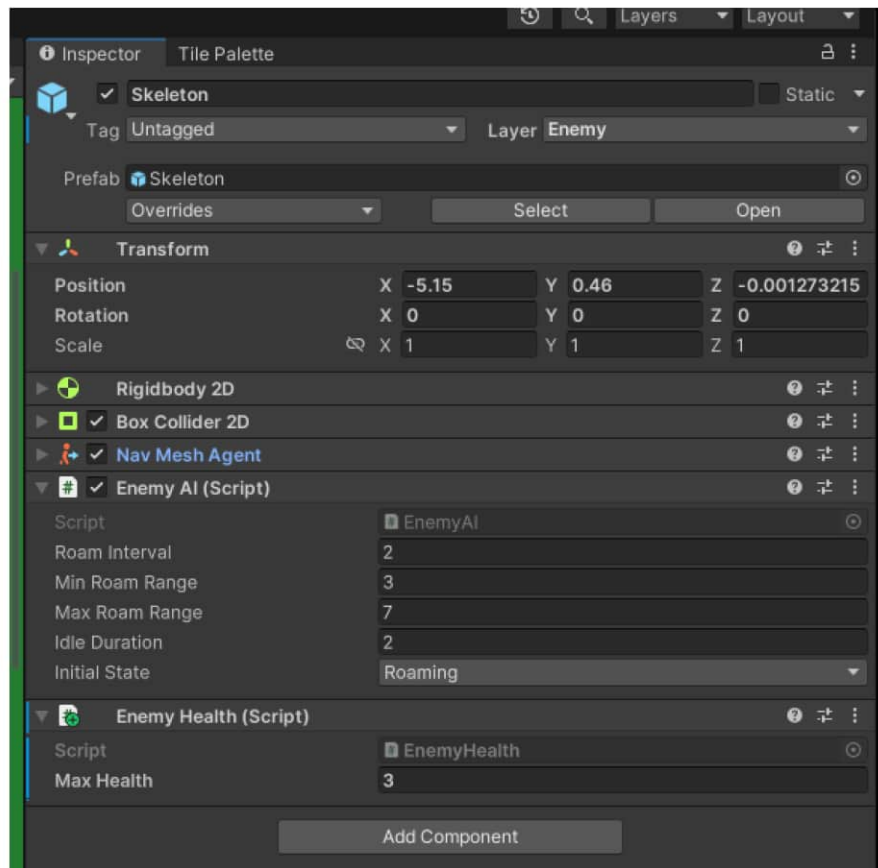 Layers Layout
Inspector Tile Palette
Skeleton Static
Tag Untagged Layer Enemy
Prefab Skeleton
Overrides Select Open
Transform
Position X -5.15 Y 0.46 Z -0.001273215
Rotation X 0 Y 0 Z 0
Scale X 1 Y 1 Z 1
Rigidbody 2D
Box Collider 2D
Nav Mesh Agent
# Enemy AI (Script)
Script EnemyAI
Roam Interval 2
Min Roam Range 3
Max Roam Range 7
Idle Duration 2
Initial State Roaming
Enemy Health (Script)
Script EnemyHealth
Max Health 3
Add Component